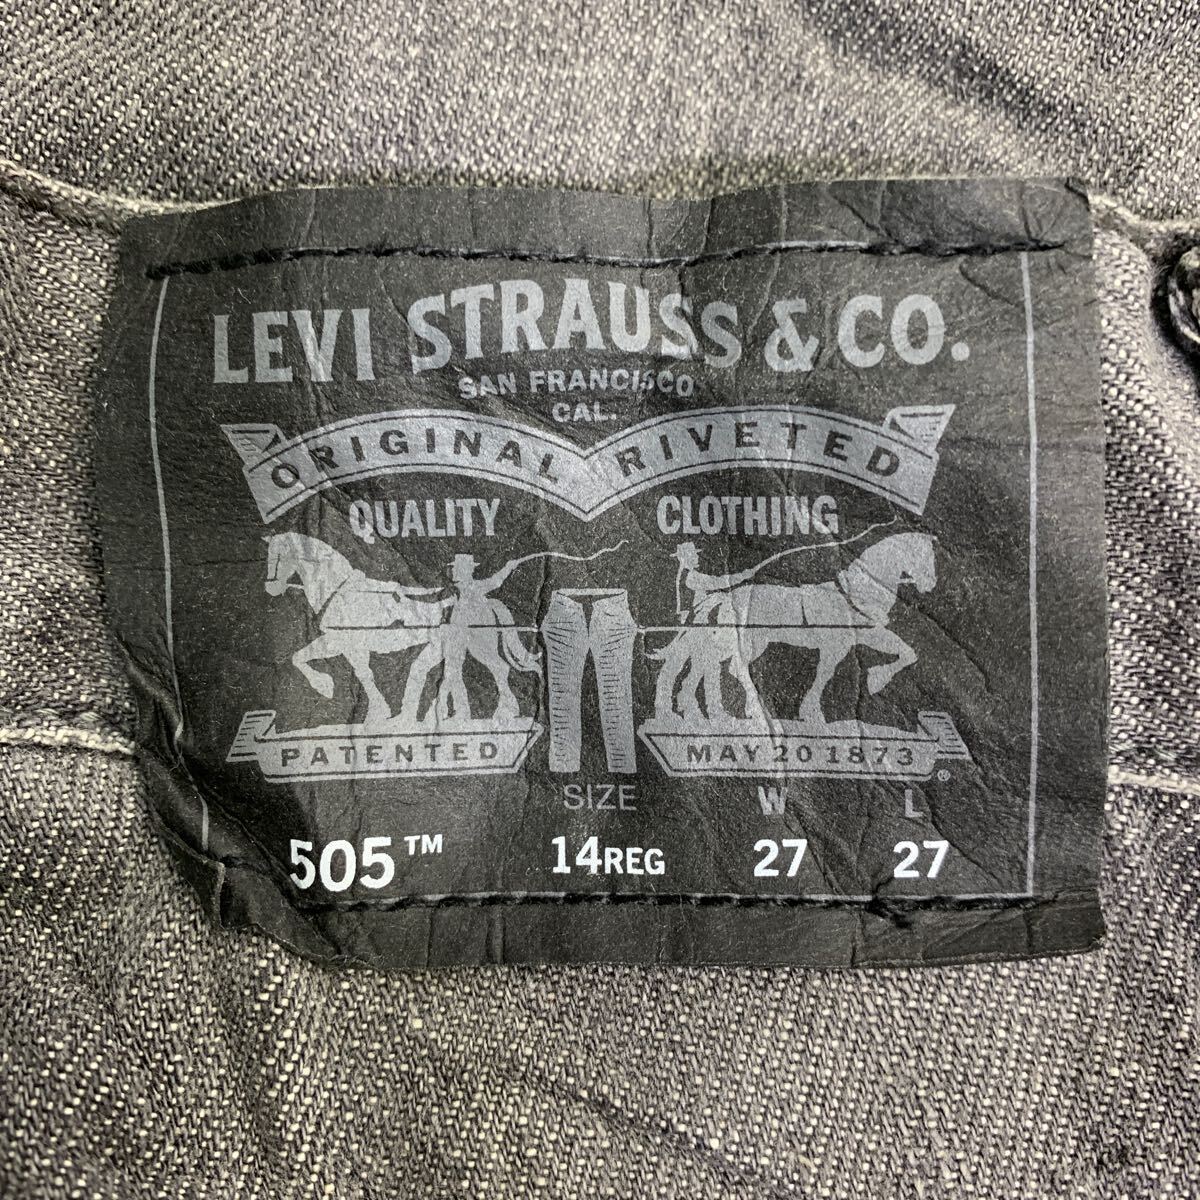 LEVI STRAUSS & CO.
SAN FRANCISCO
CAL.
ORIGINAL RIVETED
QUALITY CLOTHING
PATENTED MAY 20 1873
®
SIZE W L
505™ 14REG 27 27